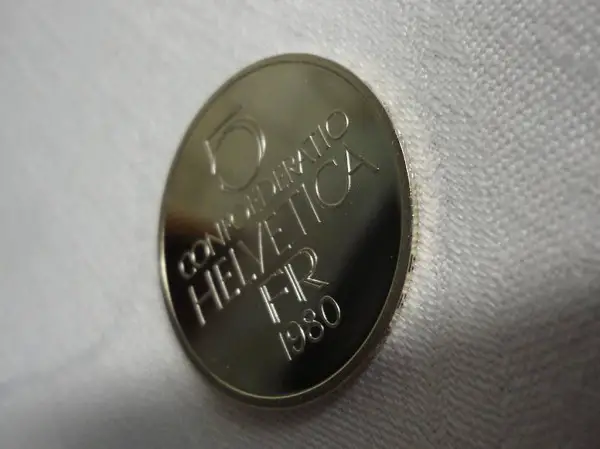 5
CONFOEDERATIO
HELVETICA
FR
1980